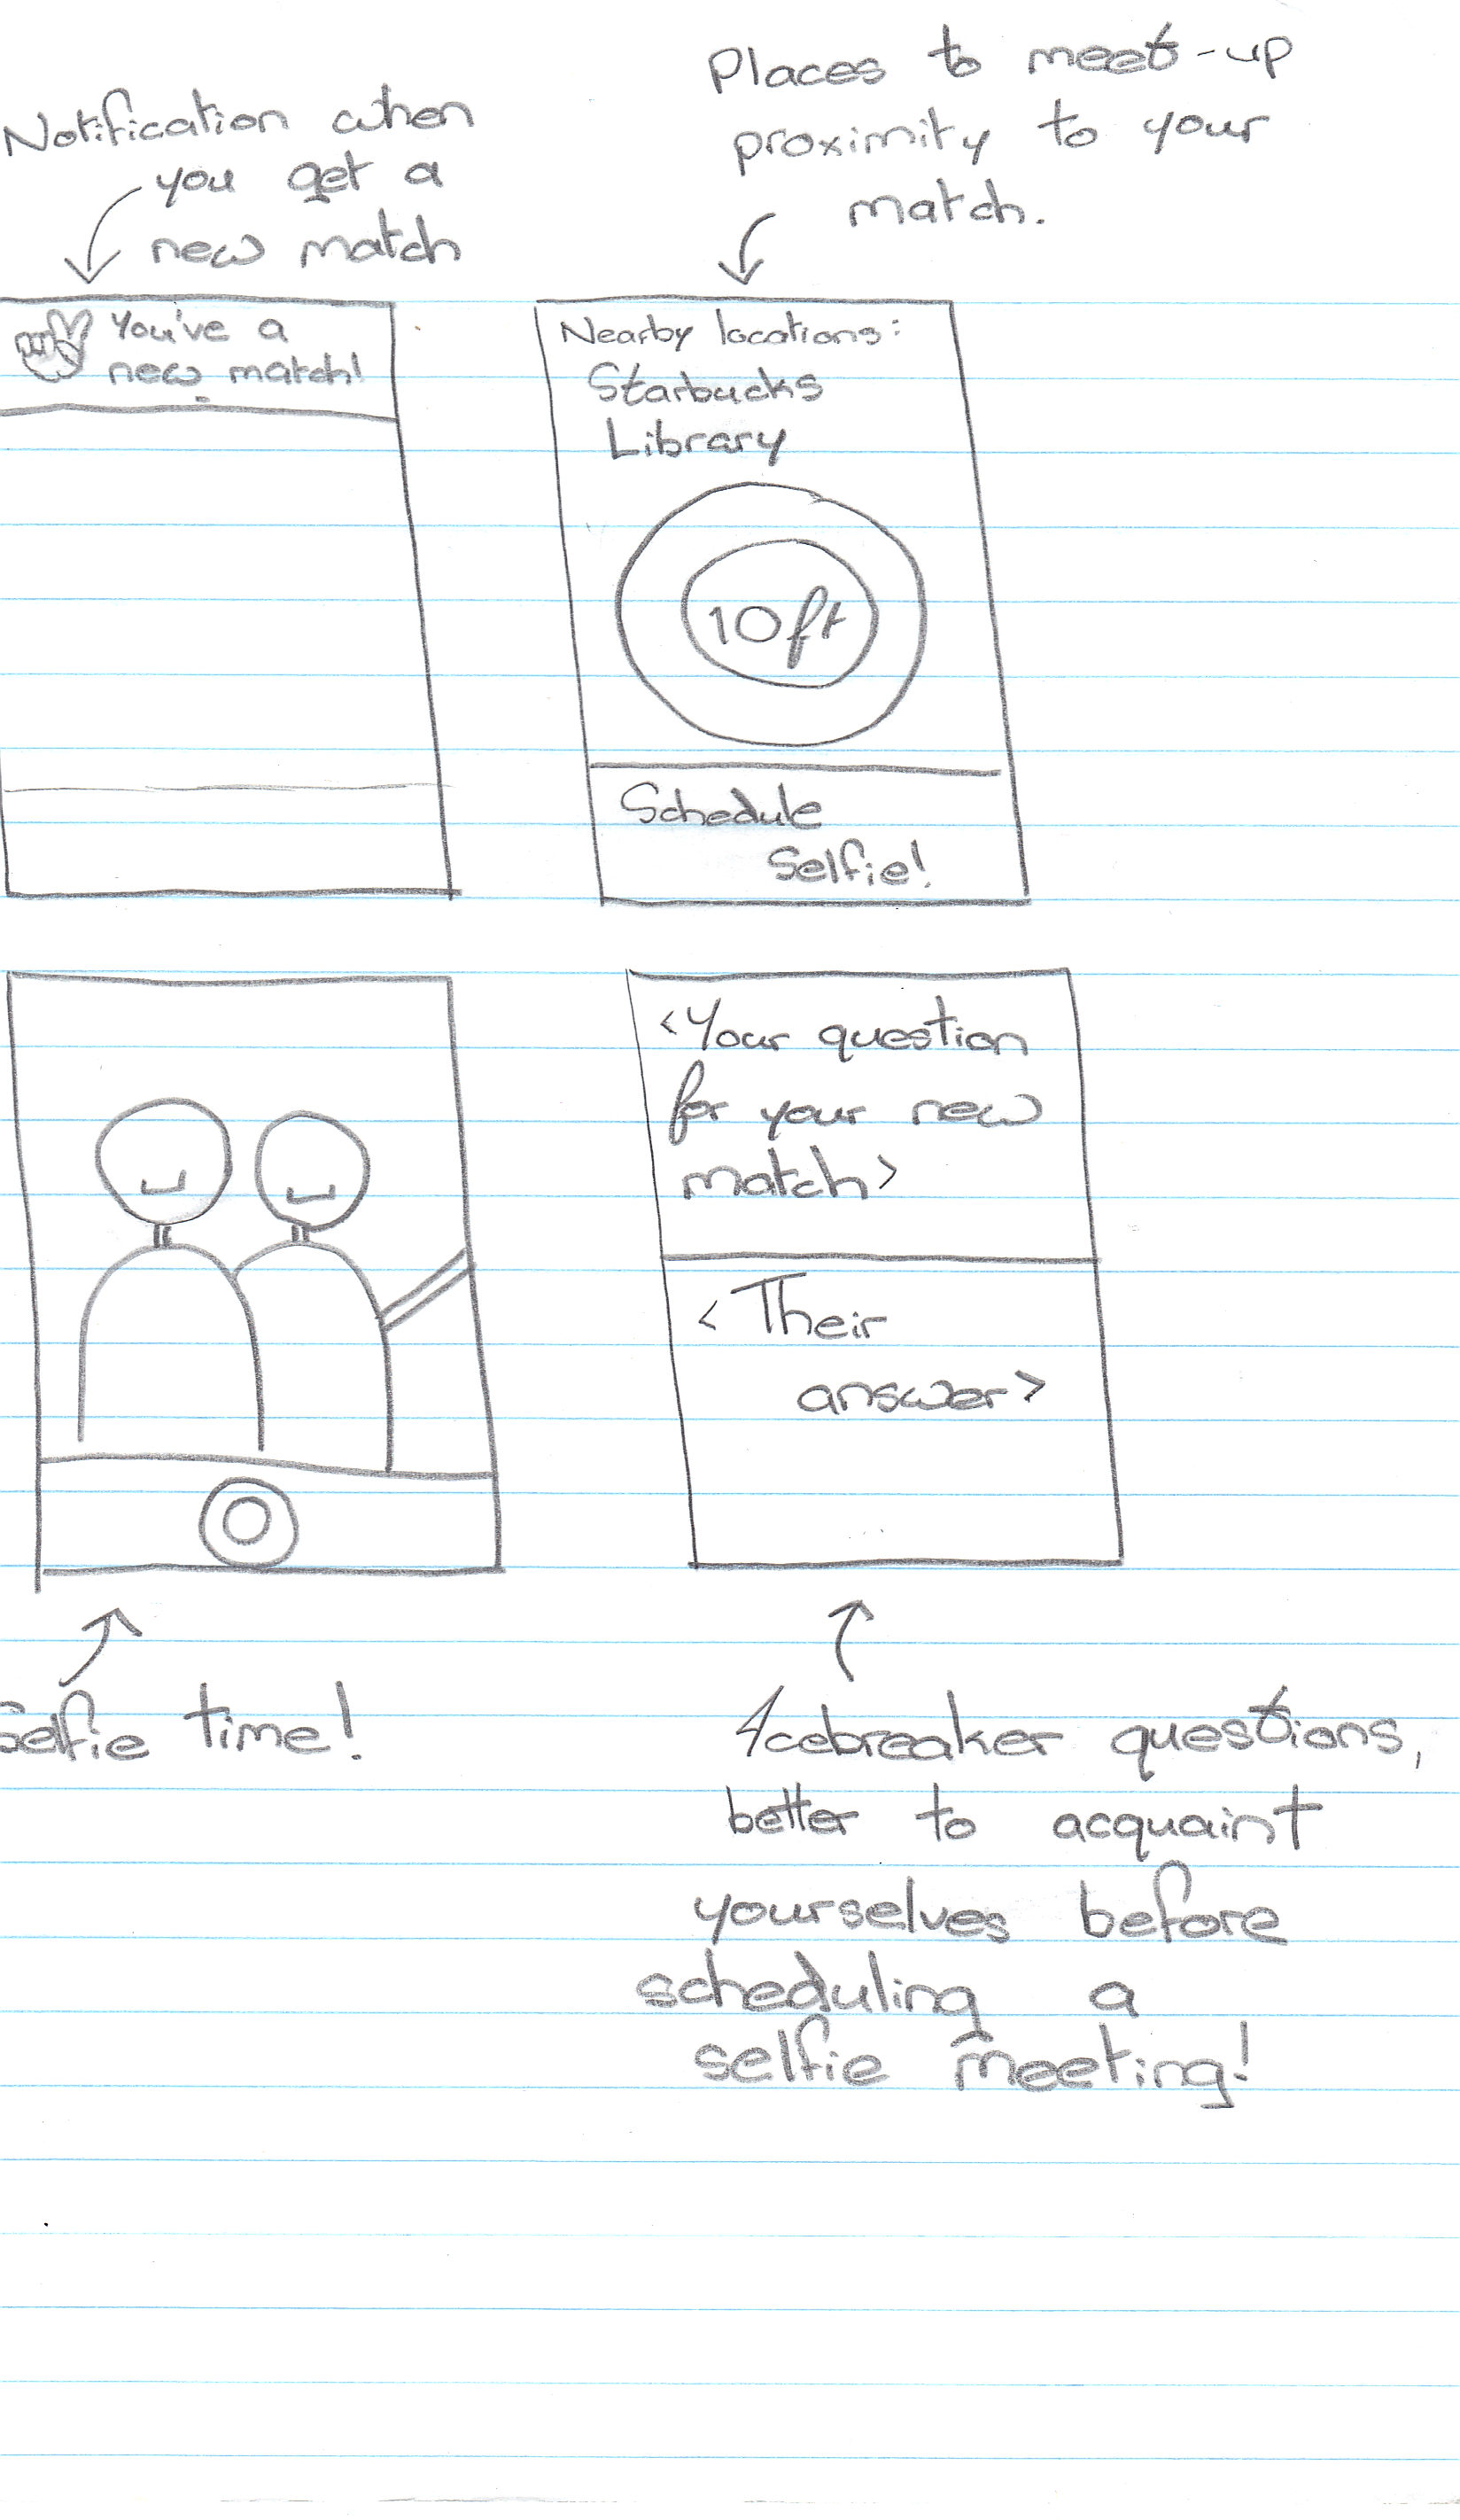 Notification when
you get a
new match
Places to meet-up
proximity to your
match.
You've a
new match!
Nearby locations:
Starbucks
Library
10ft
Schedule
Selfie!
<Your question
for your new
match>
<Their
answer>
Selfie time!
Icebreaker questions,
better to acquaint
yourselves before
scheduling a
selfie meeting!